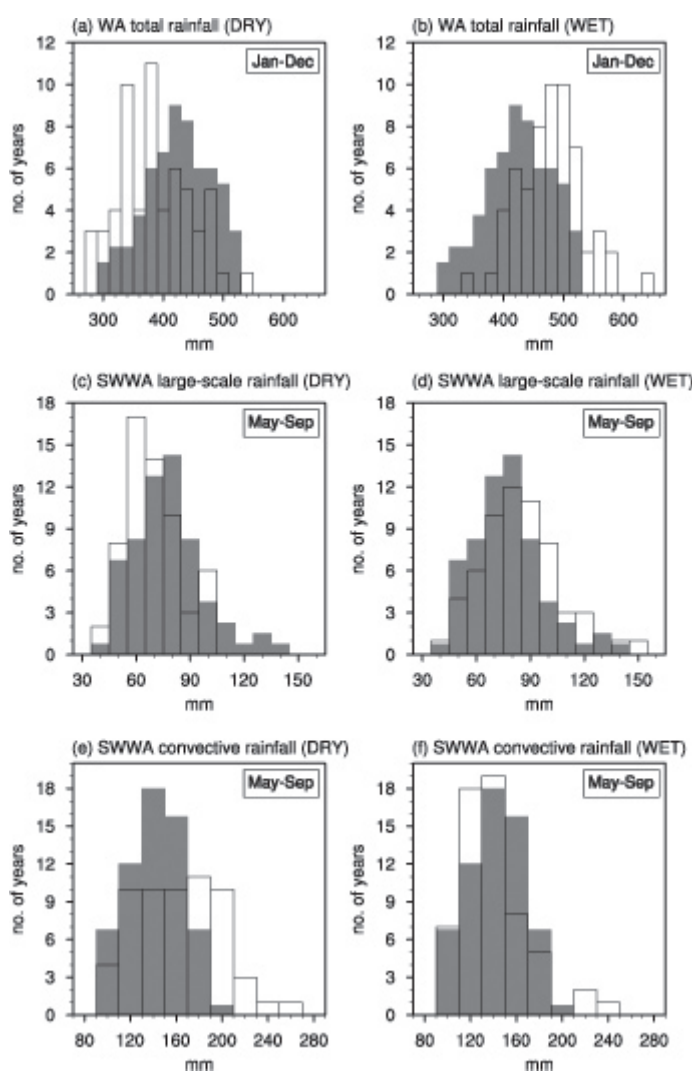 (a) WA total rainfall (DRY)
(b) WA total rainfall (WET)
12
10
8
6
4
2
0
no. of years
Jan-Dec
300 400 500 600
mm
12
10
8
6
4
2
0
no. of years
Jan-Dec
300 400 500 600
mm
(c) SWWA large-scale rainfall (DRY)
(d) SWWA large-scale rainfall (WET)
18
15
12
9
6
3
0
no. of years
May-Sep
30 60 90 120 150
mm
18
15
12
9
6
3
0
no. of years
May-Sep
30 60 90 120 150
mm
(e) SWWA convective rainfall (DRY)
(f) SWWA convective rainfall (WET)
18
15
12
9
6
3
0
no. of years
May-Sep
80 120 160 200 240 280
mm
18
15
12
9
6
3
0
no. of years
May-Sep
80 120 160 200 240 280
mm